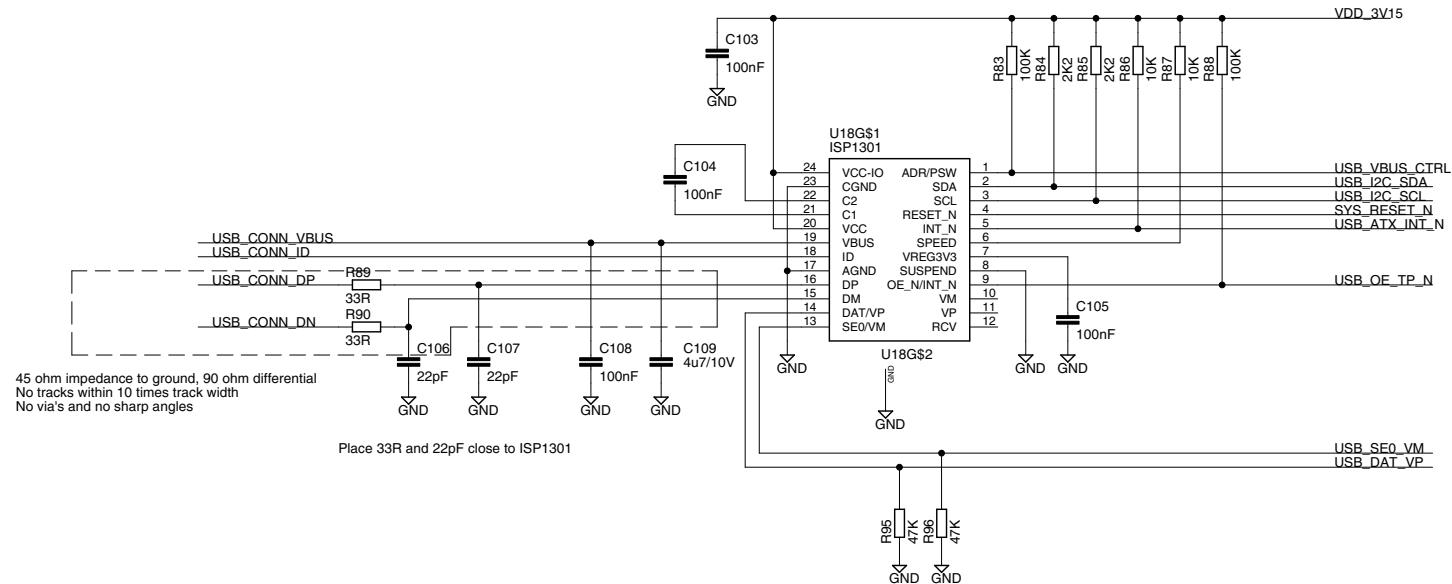 VDD_3V15
C103
100nF
GND
R83
100K
R84
2K2
R85
2K2
R86
10K
R87
10K
R88
100K
U18G$1
ISP1301
C104
100nF
24 VCC-IO ADR/PSW 1 USB_VBUS_CTRL
23 CGND SDA 2 USB_I2C_SDA
22 C2 SCL 3 USB_I2C_SCL
21 C1 RESET_N 4 SYS_RESET_N
20 VCC INT_N 5 USB_ATX_INT_N
USB_CONN_VBUS 19 VBUS SPEED 6
USB_CONN_ID 18 ID VREG3V3 7
17 AGND SUSPEND 8
USB_CONN_DP R89 33R 16 DP OE_N/INT_N 9 USB_OE_TP_N
15 DM VM 10
14 DAT/VP VP 11
USB_CONN_DN R90 33R 13 SE0/VM RCV 12
C105
100nF
C106
22pF
GND
C107
22pF
GND
C108
100nF
GND
C109
4u7/10V
GND
GND
U18G$2
GND
GND
GND
GND
45 ohm impedance to ground, 90 ohm differential
No tracks within 10 times track width
No via's and no sharp angles
Place 33R and 22pF close to ISP1301
USB_SE0_VM
USB_DAT_VP
R95
47K
R96
47K
GND
GND